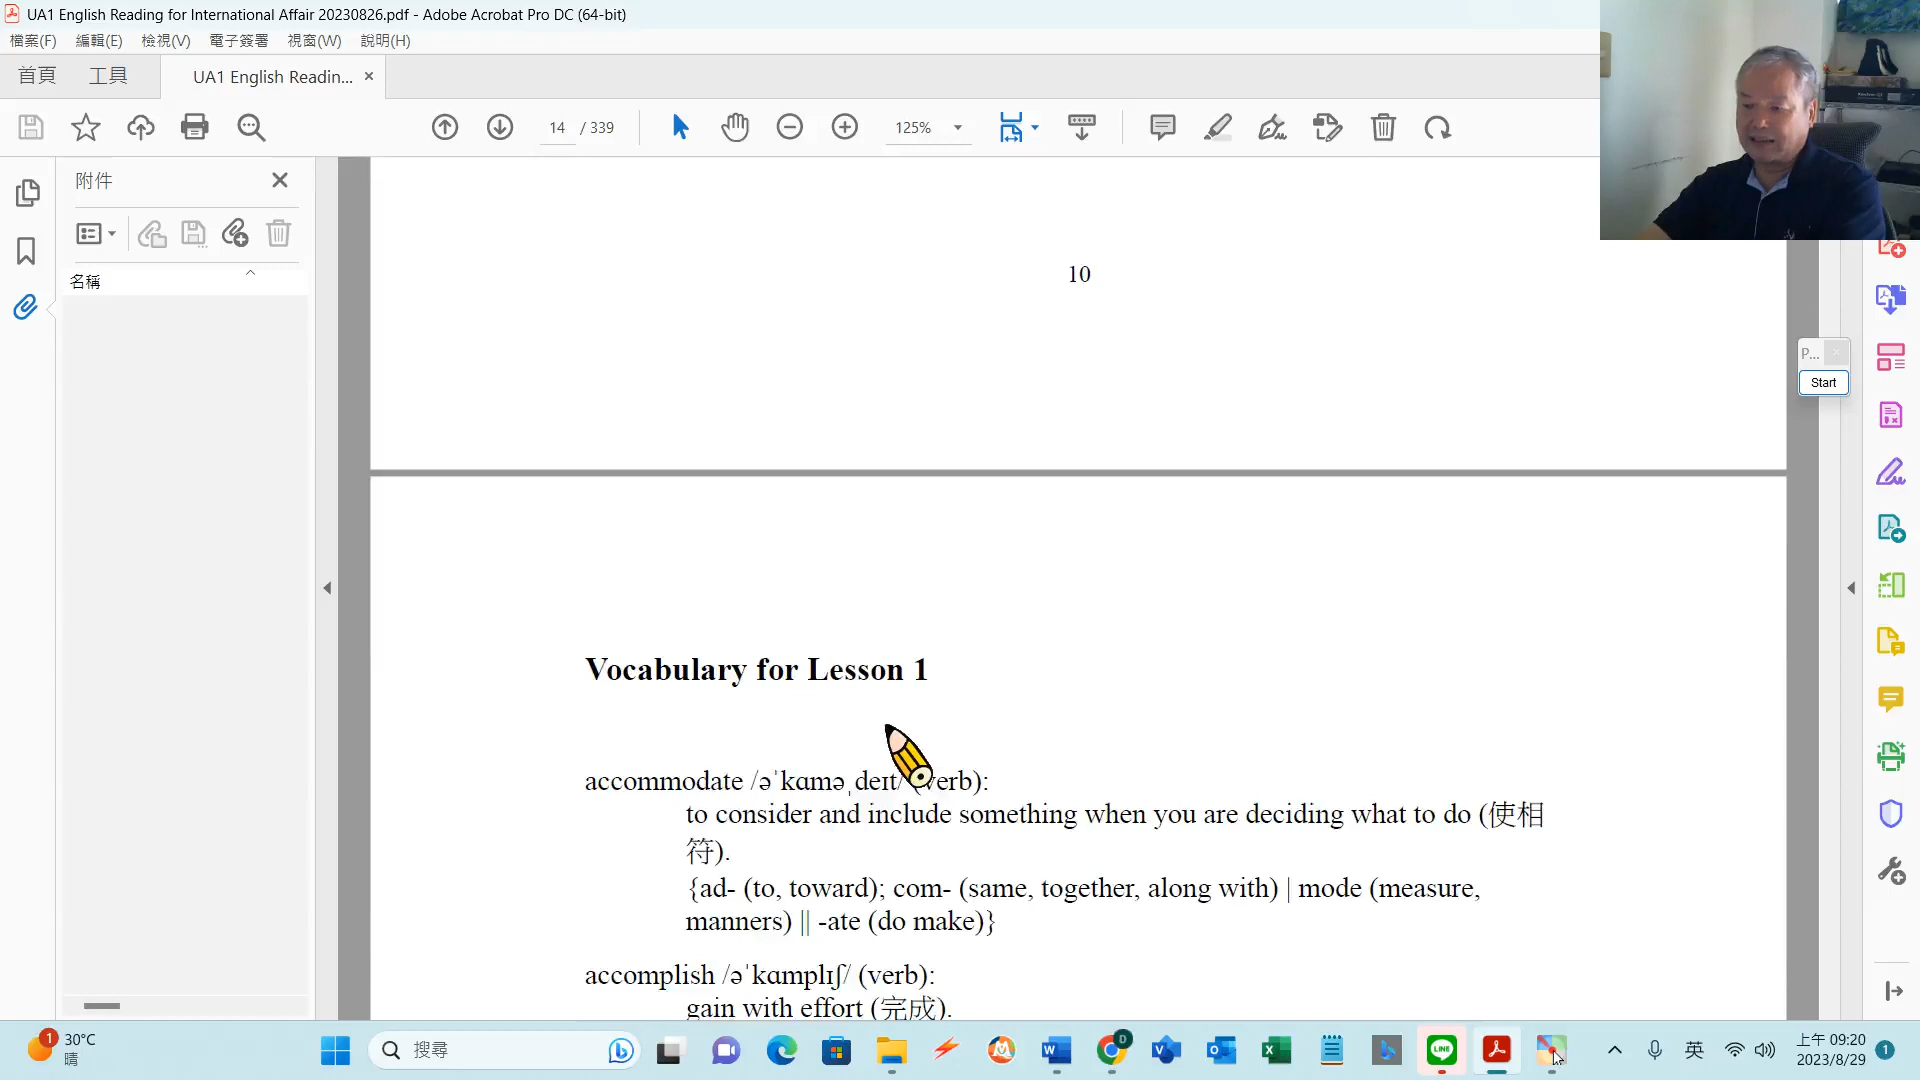 UA1 English Reading for International Affair 20230826.pdf - Adobe Acrobat Pro DC (64-bit)
檔案(F) 編輯(E) 檢視(V) 電子簽署 視窗(W) 說明(H)
首頁 工具 UA1 English Readin... ×
14 / 339 125%
附件
名稱
10
P...
Start
Vocabulary for Lesson 1
accommodate /əˈkɑməˌdeɪt/ (verb):
to consider and include something when you are deciding what to do (使相
符).
{ad- (to, toward); com- (same, together, along with) | mode (measure,
manners) || -ate (do make)}
accomplish /əˈkɑmplɪʃ/ (verb):
gain with effort (完成).
30°C
晴
搜尋
英
上午 09:20
2023/8/29